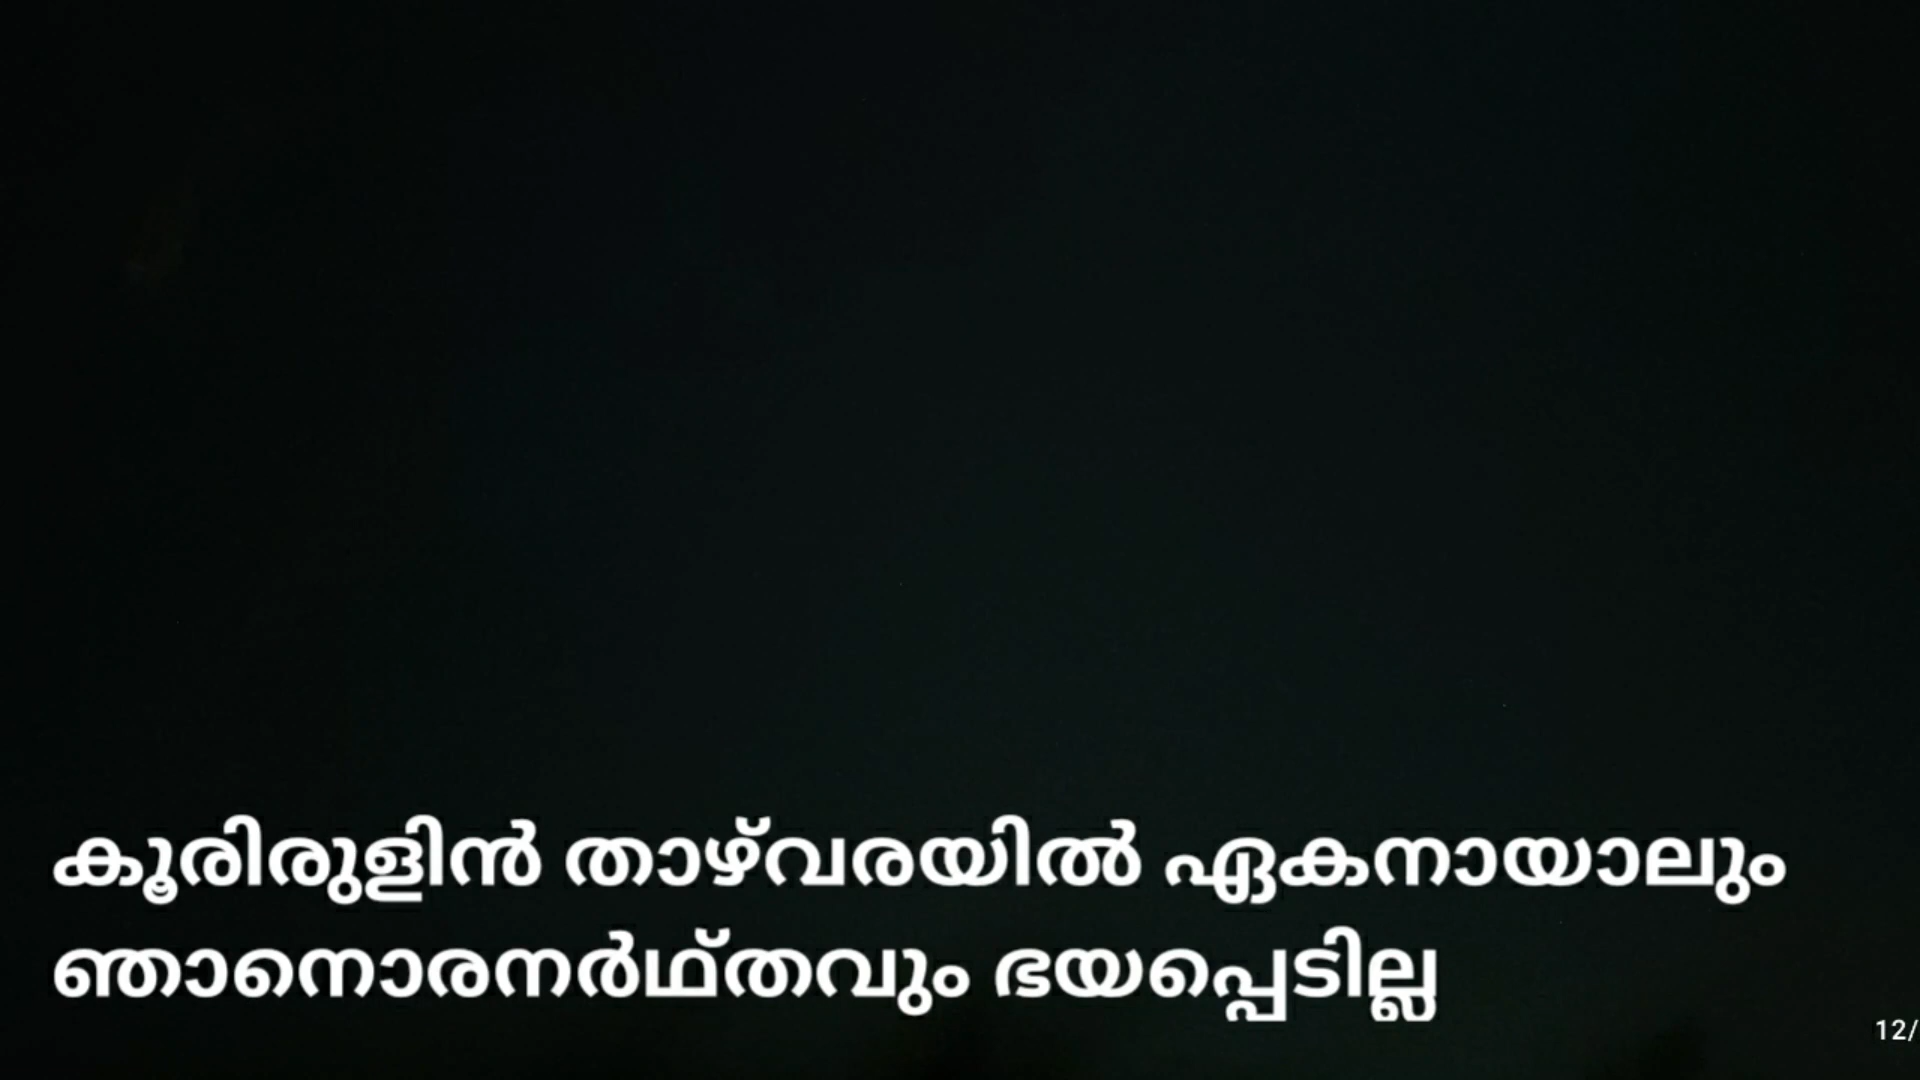 കൂരിരുളിൻ താഴ്‌വരയിൽ ഏകനായാലും
ഞാനൊരനർഥ്തവും ഭയപ്പെടില്ല
12/